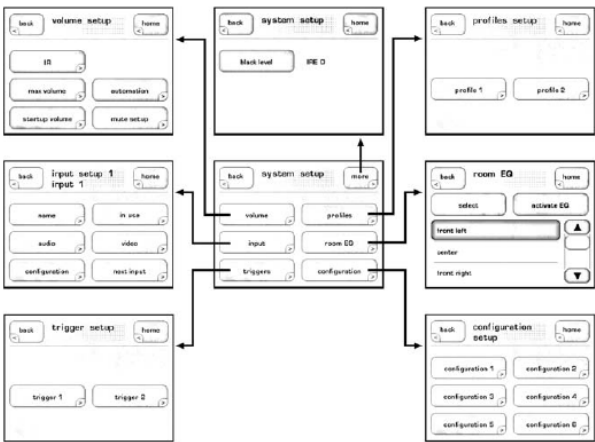 back volume setup home
IR
max volume automation
startup volume mute setup
back system setup home
black level IRE 0
back profiles setup home
profile 1 profile 2
back input setup 1 home
input 1
name in use
audio video
configuration next input
back system setup more
volume profiles
input room EQ
triggers configuration
back room EQ home
select activate EQ
front left
center
front right
back trigger setup home
trigger 1 trigger 2
back configuration home
setup
configuration 1 configuration 2
configuration 3 configuration 4
configuration 5 configuration 6